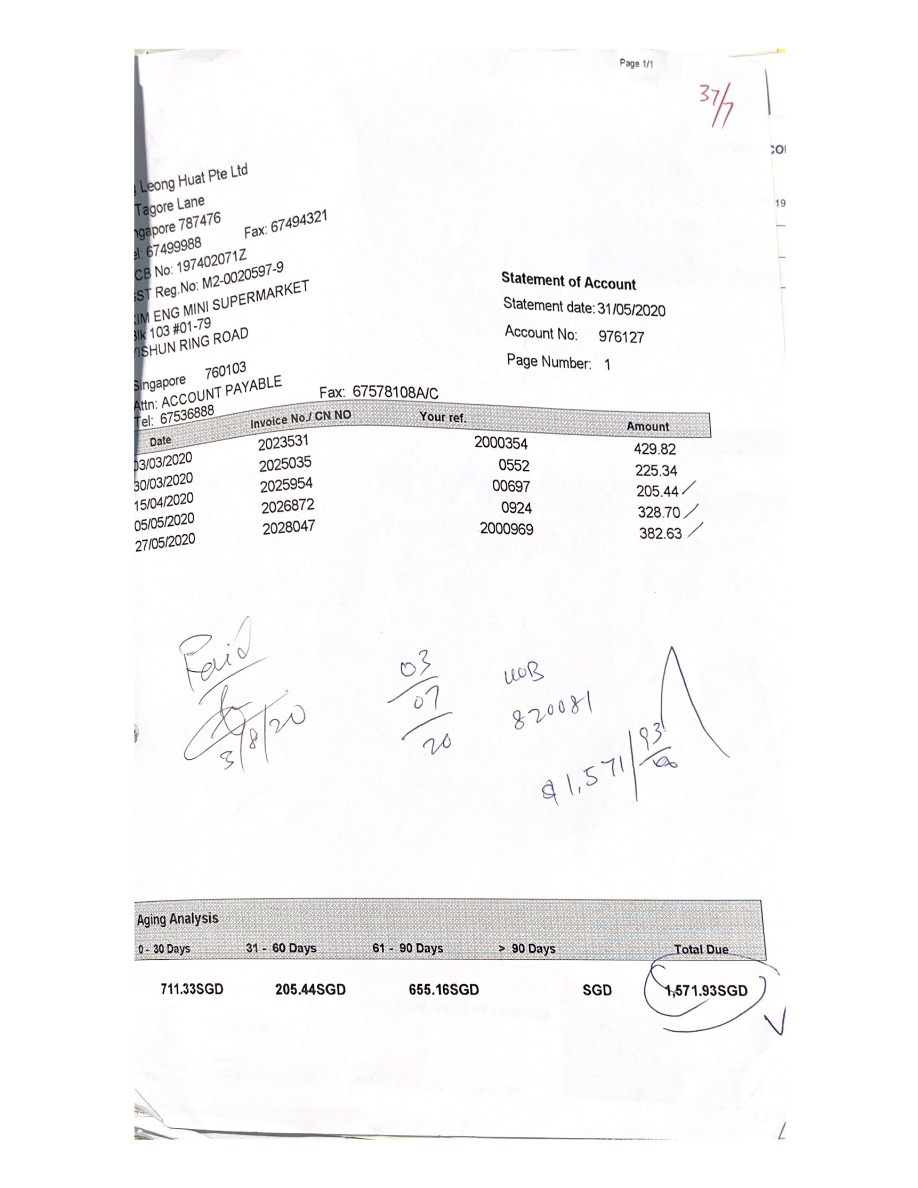 Page 1/1
37/7
COI
19
Leong Huat Pte Ltd
Tagore Lane
ngapore 787476
el: 67499988 Fax: 67494321
CB No: 197402071Z
ST Reg.No: M2-0020597-9
KIM ENG MINI SUPERMARKET
Blk 103 #01-79
YISHUN RING ROAD
Singapore 760103
Attn: ACCOUNT PAYABLE
Tel: 67536888 Fax: 67578108A/C
Statement of Account
Statement date: 31/05/2020
Account No: 976127
Page Number: 1
Date Invoice No./ CN NO Your ref. Amount
03/03/2020 2023531 2000354 429.82
30/03/2020 2025035 0552 225.34
15/04/2020 2025954 00697 205.44
05/05/2020 2026872 0924 328.70
27/05/2020 2028047 2000969 382.63
Paid
3/8/20
03/07/20
UOB
820081
$1,571/93
Aging Analysis
0 - 30 Days 31 - 60 Days 61 - 90 Days > 90 Days Total Due
711.33SGD 205.44SGD 655.16SGD SGD 1,571.93SGD